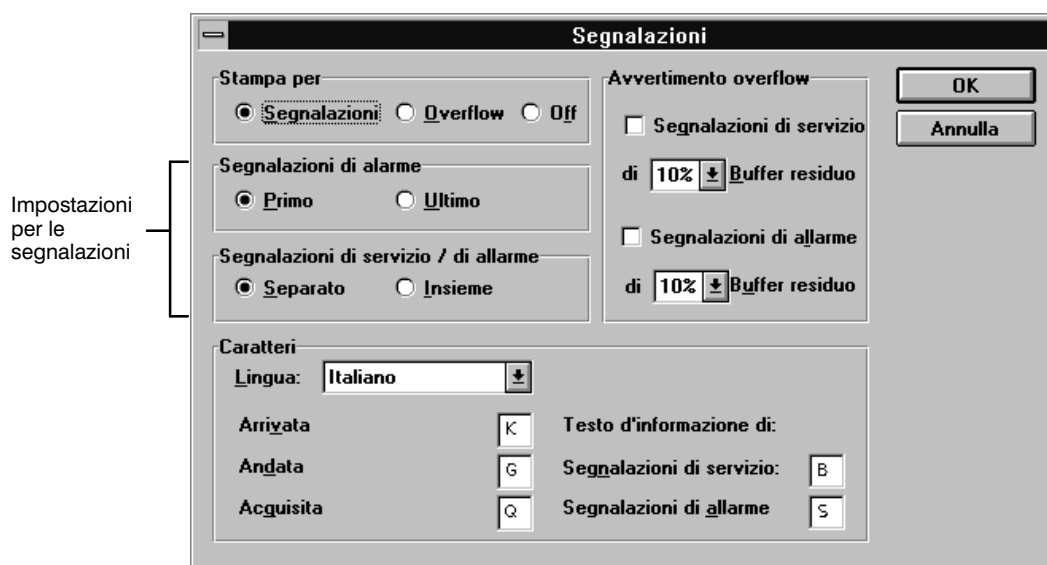 Segnalazioni
Stampa per
Segnalazioni Overflow Off
Segnalazioni di alarme
Primo Ultimo
Segnalazioni di servizio / di allarme
Separato Insieme
Impostazioni
per le
segnalazioni
Avvertimento overflow
Segnalazioni di servizio
di 10% Buffer residuo
Segnalazioni di allarme
di 10% Buffer residuo
OK
Annulla
Caratteri
Lingua: Italiano
Arrivata K
Andata G
Acquisita Q
Testo d'informazione di:
Segnalazioni di servizio: B
Segnalazioni di allarme S